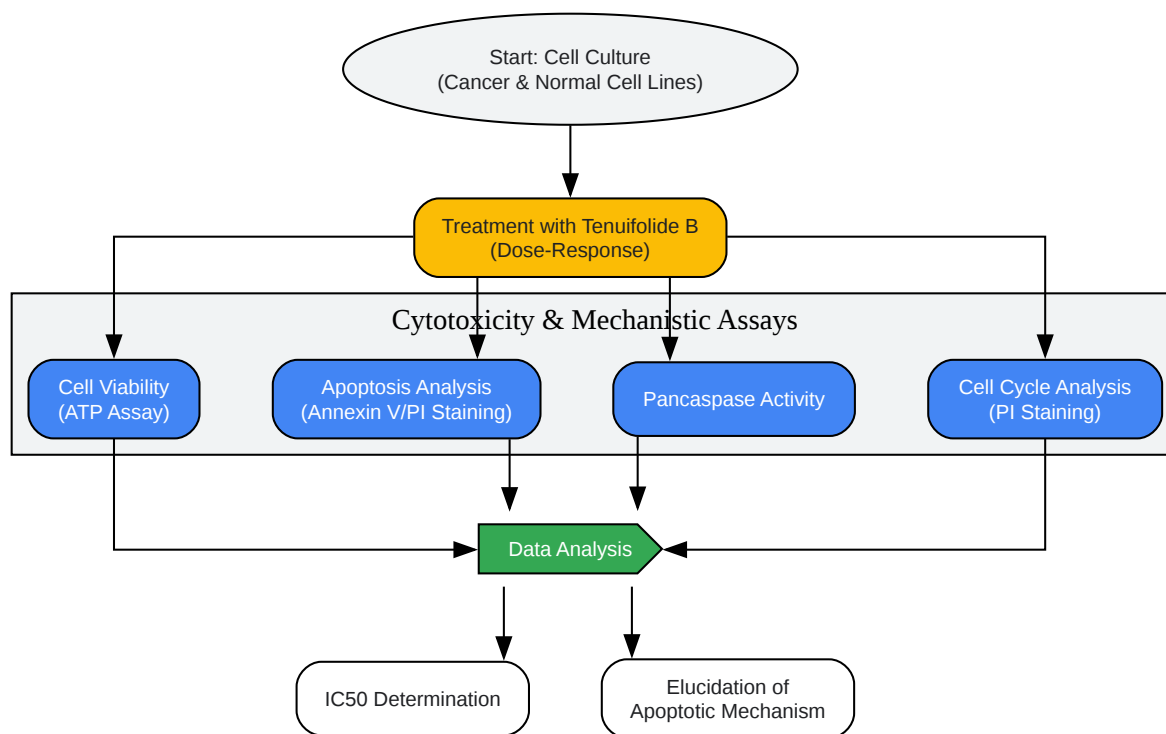 Start: Cell Culture
(Cancer & Normal Cell Lines)
Treatment with Tenuifolide B
(Dose-Response)
Cytotoxicity & Mechanistic Assays
Cell Viability
(ATP Assay)
Apoptosis Analysis
(Annexin V/PI Staining)
Pancaspase Activity
Cell Cycle Analysis
(PI Staining)
Data Analysis
IC50 Determination
Elucidation of
Apoptotic Mechanism